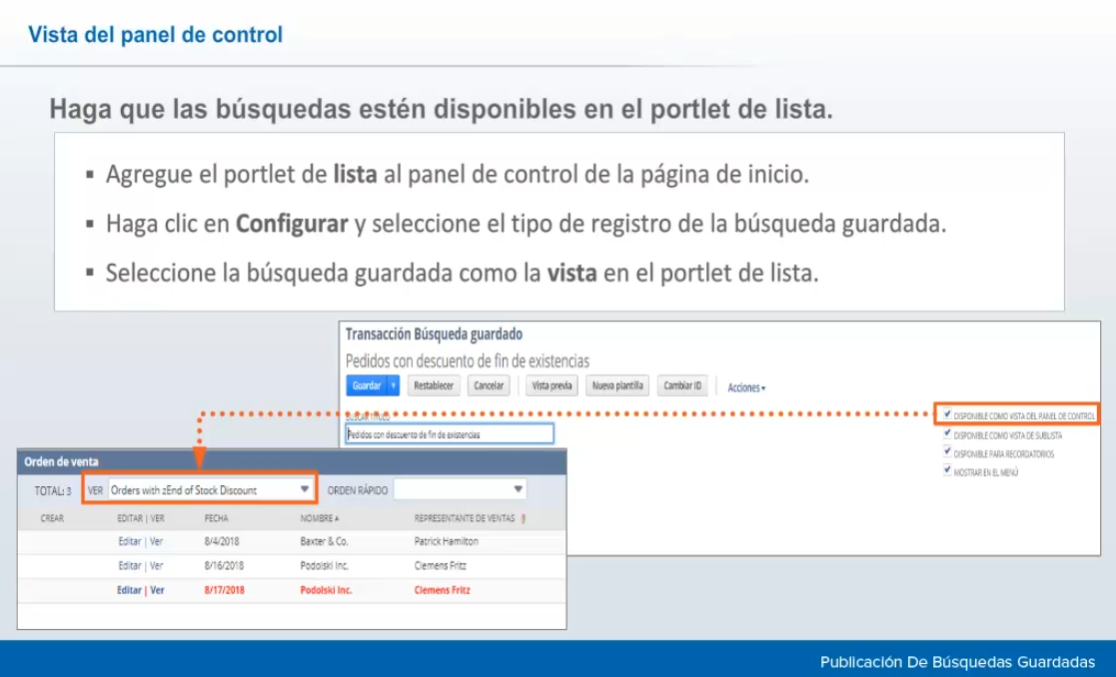 Vista del panel de control
Haga que las búsquedas estén disponibles en el portlet de lista.
▪ Agregue el portlet de lista al panel de control de la página de inicio.
▪ Haga clic en Configurar y seleccione el tipo de registro de la búsqueda guardada.
▪ Seleccione la búsqueda guardada como la vista en el portlet de lista.
Transacción Búsqueda guardado
Pedidos con descuento de fin de existencias
Guardar Restablecer Cancelar Vista previa Nueva plantilla Cambiar ID Acciones
Pedidos con descuento de fin de existencias
DISPONIBLE COMO VISTA DEL PANEL DE CONTROL
DISPONIBLE COMO VISTA DE SUBLISTA
DISPONIBLE PARA RECORDATORIOS
MOSTRAR EN EL MENÚ
Orden de venta
TOTAL: 3 VER Orders with zEnd of Stock Discount ORDEN RÁPIDO
CREAR EDITAR | VER FECHA NOMBRE REPRESENTANTE DE VENTAS
Editar | Ver 8/4/2018 Baxter & Co. Patrick Hamilton
Editar | Ver 8/16/2018 Podolski Inc. Clemens Fritz
Editar | Ver 8/17/2018 Podolski Inc. Clemens Fritz
Publicación De Búsquedas Guardadas